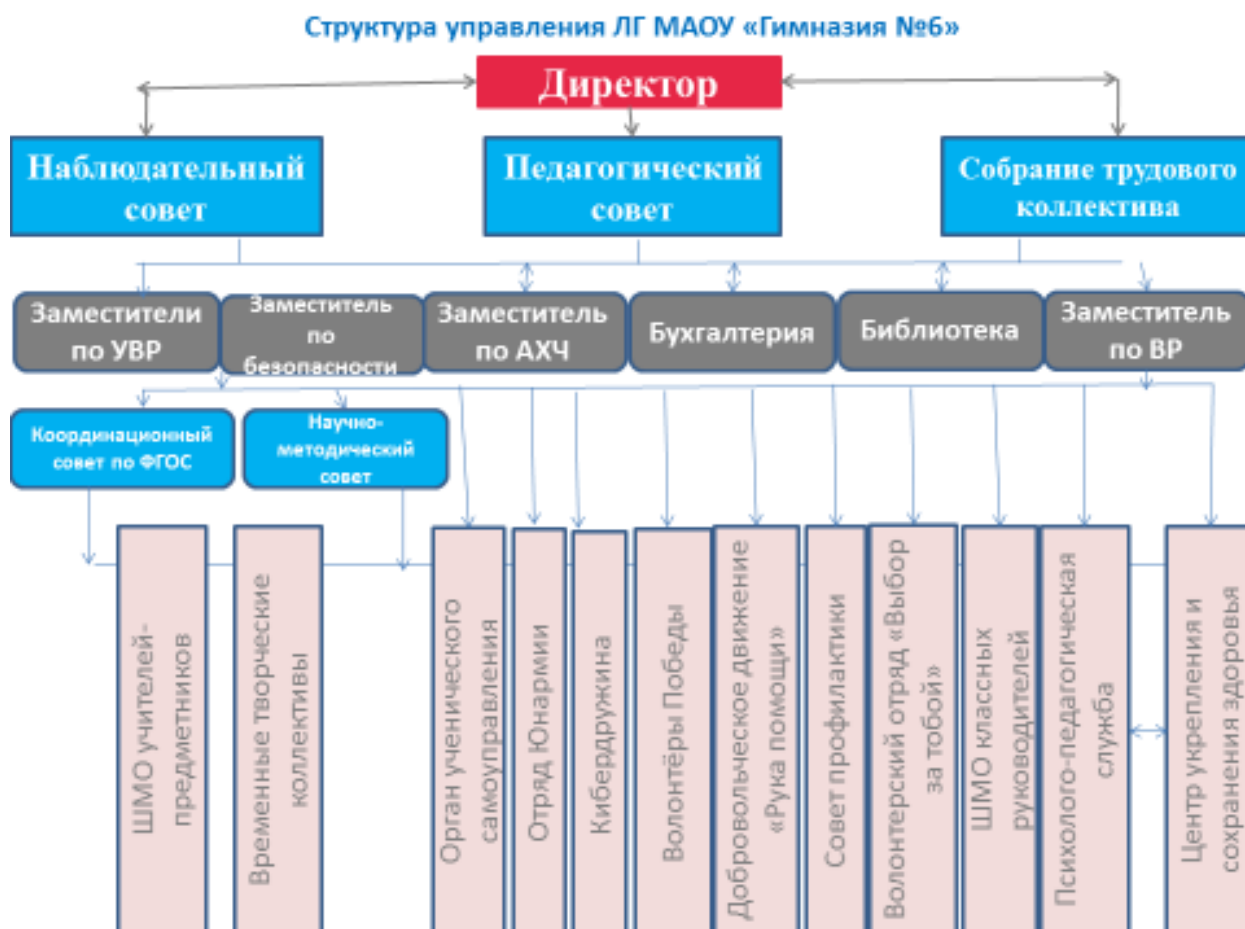 Структура управления ЛГ МАОУ «Гимназия №6»
Директор
Наблюдательный
совет
Педагогический
совет
Собрание трудового
коллектива
Заместители
по УВР
Заместитель
по
безопасности
Заместитель
по АХЧ
Бухгалтерия
Библиотека
Заместитель
по ВР
Координационный
совет по ФГОС
Научно-
методический
совет
ШМО учителей-
предметников
Временные творческие
коллективы
Орган ученического
самоуправления
Отряд Юнармии
Кибердружина
Волонтёры Победы
Добровольческое движение
«Рука помощи»
Совет профилактики
Волонтерский отряд «Выбор
за тобой»
ШМО классных
руководителей
Психолого-педагогическая
служба
Центр укрепления и
сохранения здоровья